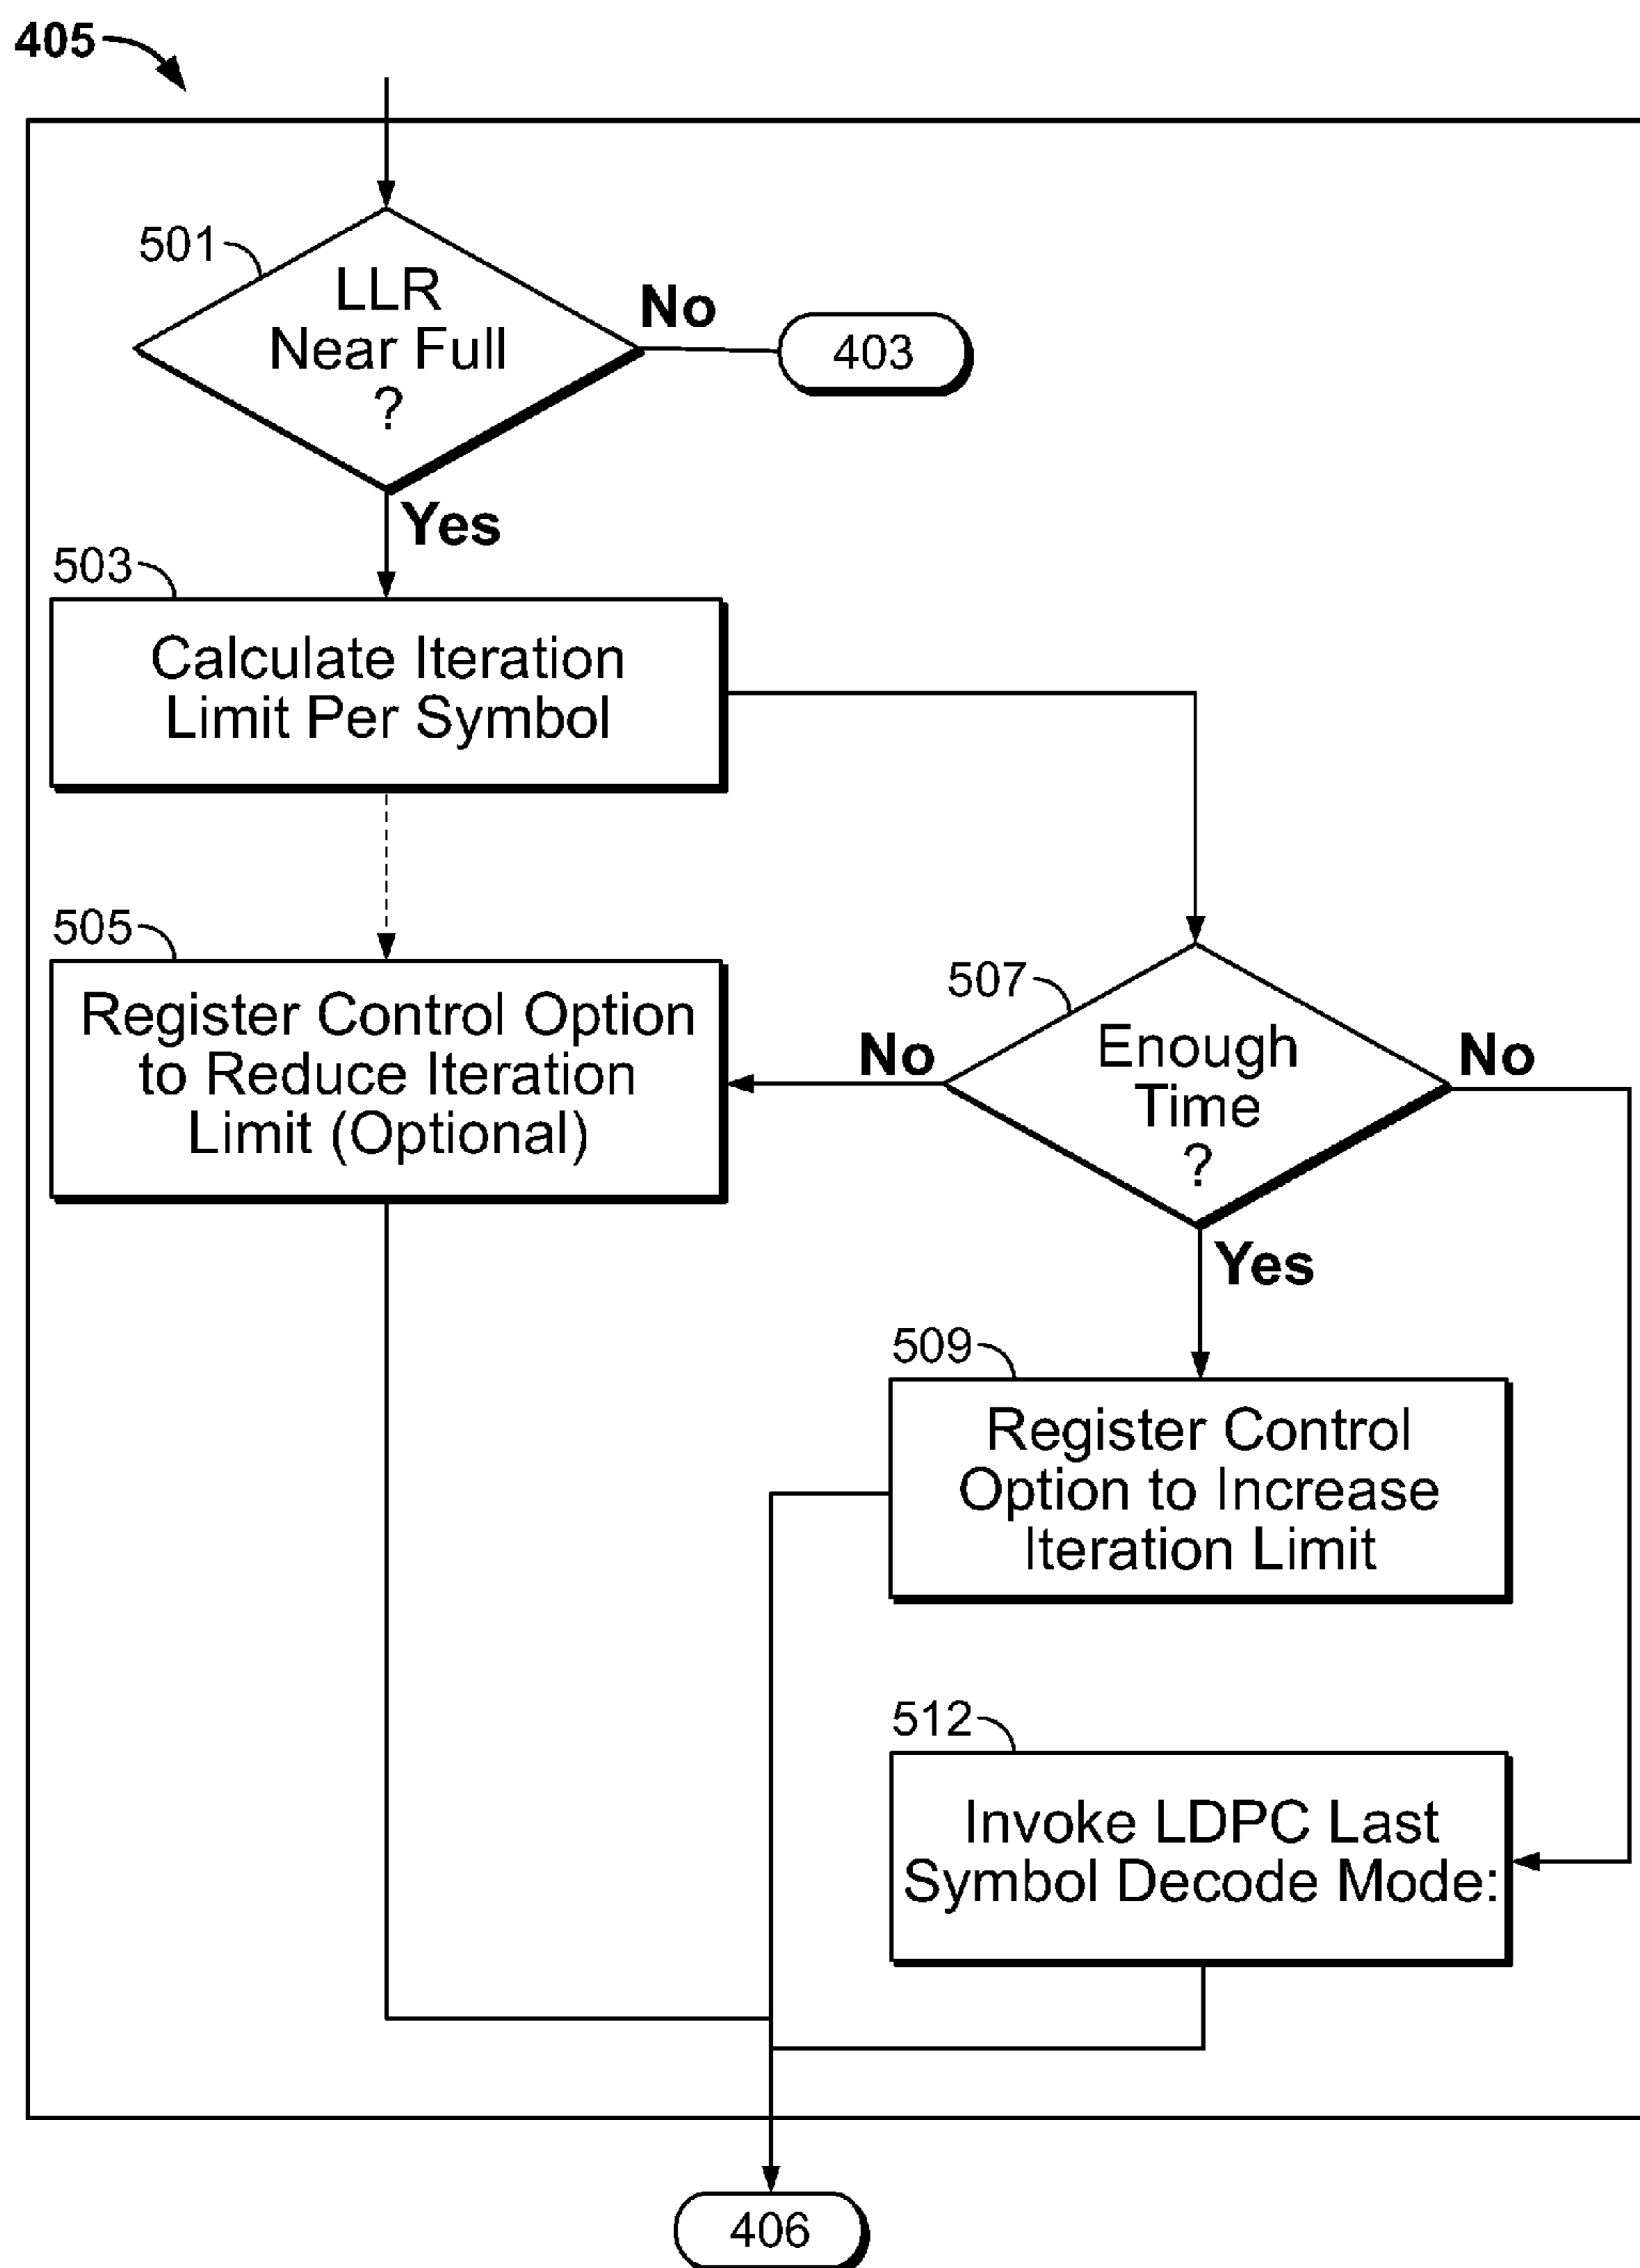 405
501
LLR
Near Full
?
No
403
Yes
503
Calculate Iteration
Limit Per Symbol
505
Register Control Option
to Reduce Iteration
Limit (Optional)
507
Enough
Time
?
No
No
Yes
509
Register Control
Option to Increase
Iteration Limit
512
Invoke LDPC Last
Symbol Decode Mode:
406